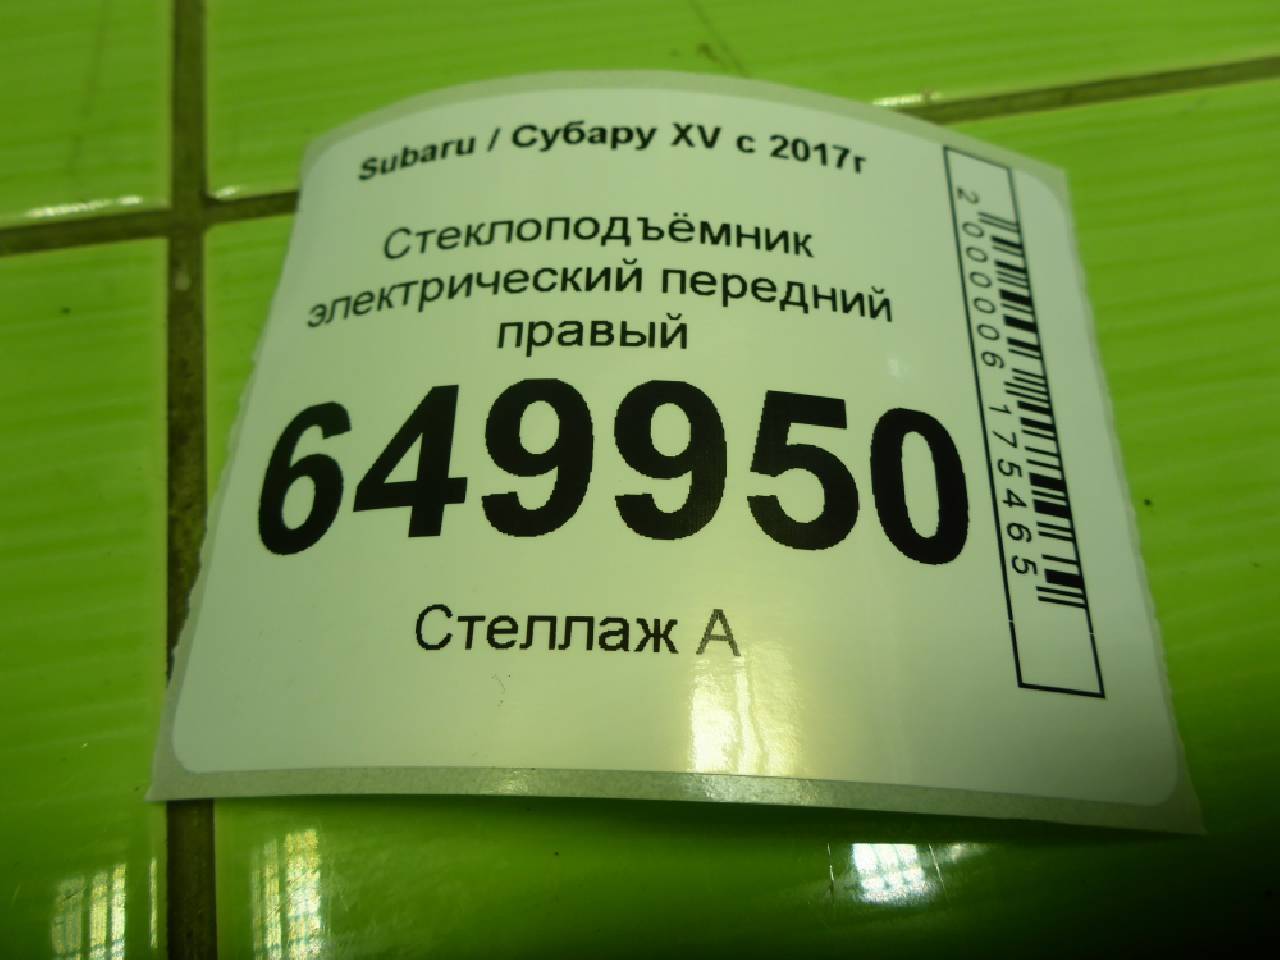 Subaru / Субару XV с 2017г
Стеклоподъёмник
электрический передний
правый
649950
Стеллаж А
2000006175465